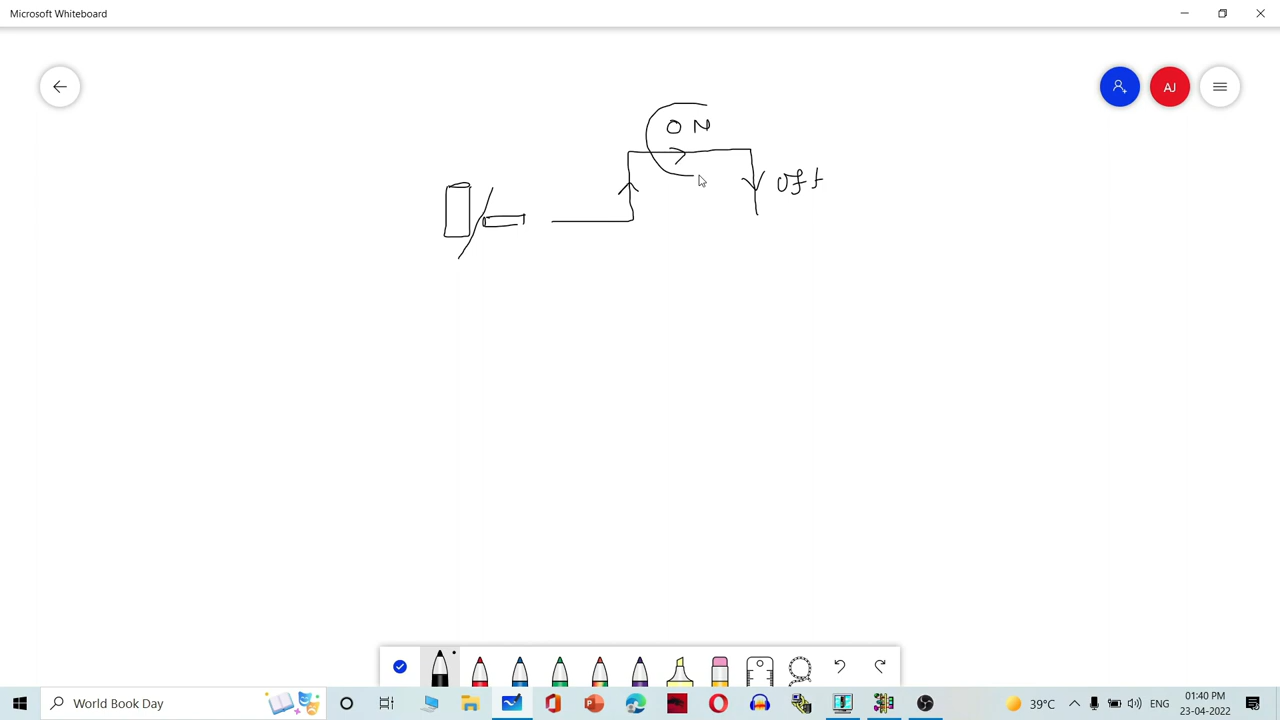 Microsoft Whiteboard
AJ
ON
Off
World Book Day
39°C
ENG
01:40 PM
23-04-2022